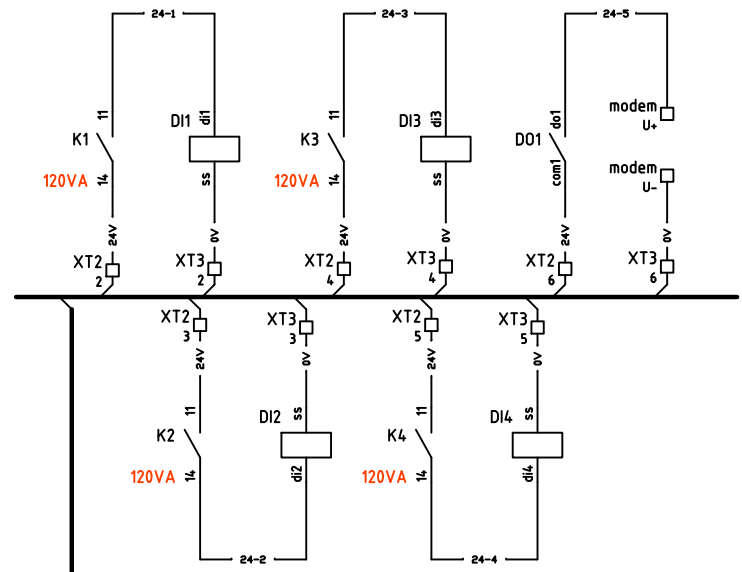 24-1
24-3
24-5
11
di1
11
di3
do1
modem
U+
K1
DI1
K3
DI3
DO1
120VA
14
ss
120VA
14
ss
com1
modem
U-
24V
0V
24V
0V
24V
0V
XT2
2
XT3
2
XT2
4
XT3
4
XT2
6
XT3
6
XT2
3
XT3
3
XT2
5
XT3
5
24V
0V
24V
0V
11
ss
11
ss
K2
DI2
K4
DI4
120VA
14
di2
120VA
14
di4
24-2
24-4